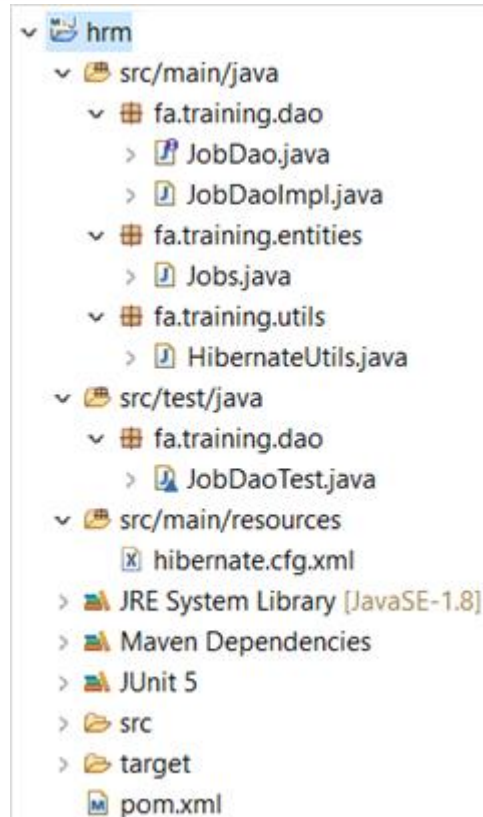 hrm
src/main/java
fa.training.dao
JobDao.java
JobDaoImpl.java
fa.training.entities
Jobs.java
fa.training.utils
HibernateUtils.java
src/test/java
fa.training.dao
JobDaoTest.java
src/main/resources
hibernate.cfg.xml
JRE System Library [JavaSE-1.8]
Maven Dependencies
JUnit 5
src
target
pom.xml